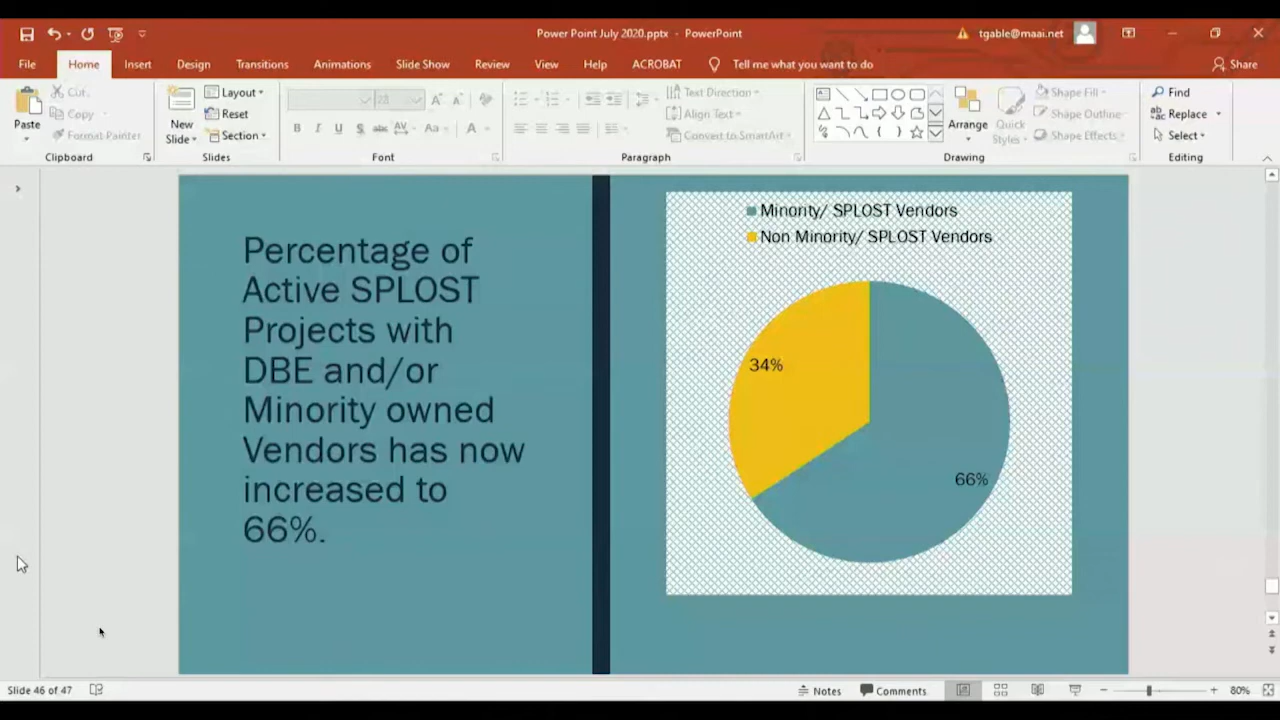 Power Point July 2020.pptx - PowerPoint
tgable@maai.net
File Home Insert Design Transitions Animations Slide Show Review View Help ACROBAT Tell me what you want to do Share
Paste
Cut
Copy
Format Painter
Clipboard
New Slide
Layout
Reset
Section
Slides
28
B I U S abc AV Aa A
Font
Text Direction
Align Text
Convert to SmartArt
Paragraph
Arrange
Quick Styles
Shape Fill
Shape Outline
Shape Effects
Drawing
Find
Replace
Select
Editing
Percentage of
Active SPLOST
Projects with
DBE and/or
Minority owned
Vendors has now
increased to
66%.
Minority/ SPLOST Vendors
Non Minority/ SPLOST Vendors
34%
66%
Slide 46 of 47
Notes
Comments
80%